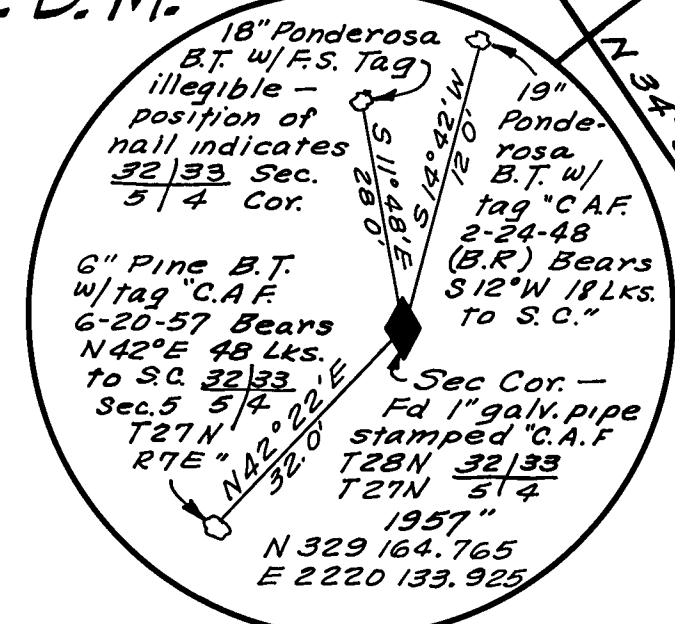 . D. M.
18" Ponderosa
B.T. w/ F.S. Tag
illegible —
position of
nail indicates
32 | 33 Sec.
5 | 4 Cor.
S 11° 48' E
28.0'
S 14° 42' W
12.0'
19"
Ponde-
rosa
B.T. w/
tag "C.A.F.
2-24-48
(B.R) Bears
S 12° W 18 Lks.
to S.C."
N 34°
6" Pine B.T.
w/ tag "C.A.F.
6-20-57 Bears
N 42° E 48 Lks.
to S.C. 32/33
Sec. 5 5/4
T27N
R7E"
N 42° 22' E
32.0'
Sec Cor. —
Fd 1" galv. pipe
stamped "C.A.F
T28N 32/33
T27N 5/4
1957"
N 329 164.765
E 2220 133.925